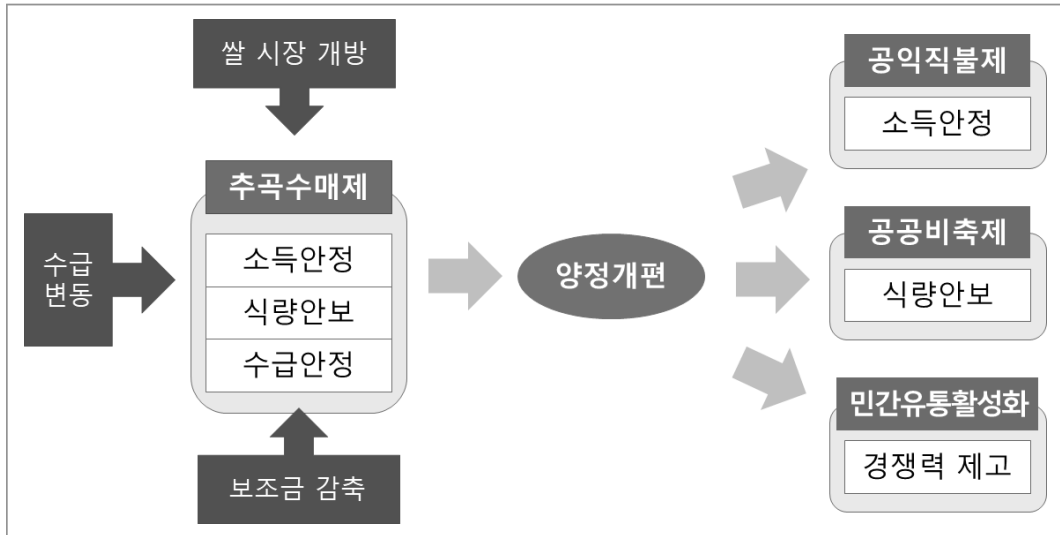 쌀 시장 개방
추곡수매제
수급
변동
소득안정
식량안보
수급안정
보조금 감축
양정개편
공익직불제
소득안정
공공비축제
식량안보
민간유통활성화
경쟁력 제고